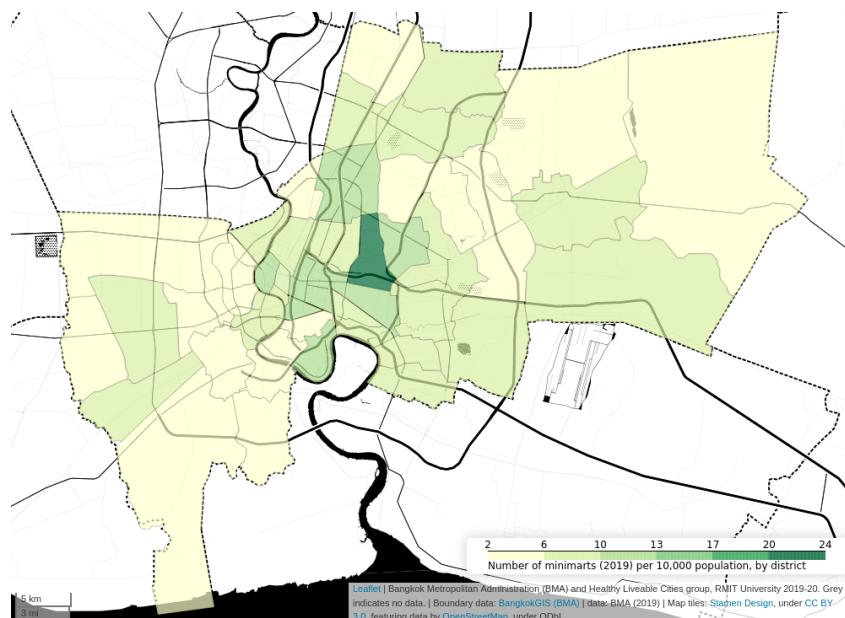 2 6 10 13 17 20 24
Number of minimarts (2019) per 10,000 population, by district
5 km
3 mi
Leaflet | Bangkok Metropolitan Administration (BMA) and Healthy Liveable Cities group, RMIT University 2019-20. Grey
indicates no data. | Boundary data: BangkokGIS (BMA) | data: BMA (2019) | Map tiles: Stamen Design, under CC BY
3.0, featuring data by OpenStreetMap, under ODbL